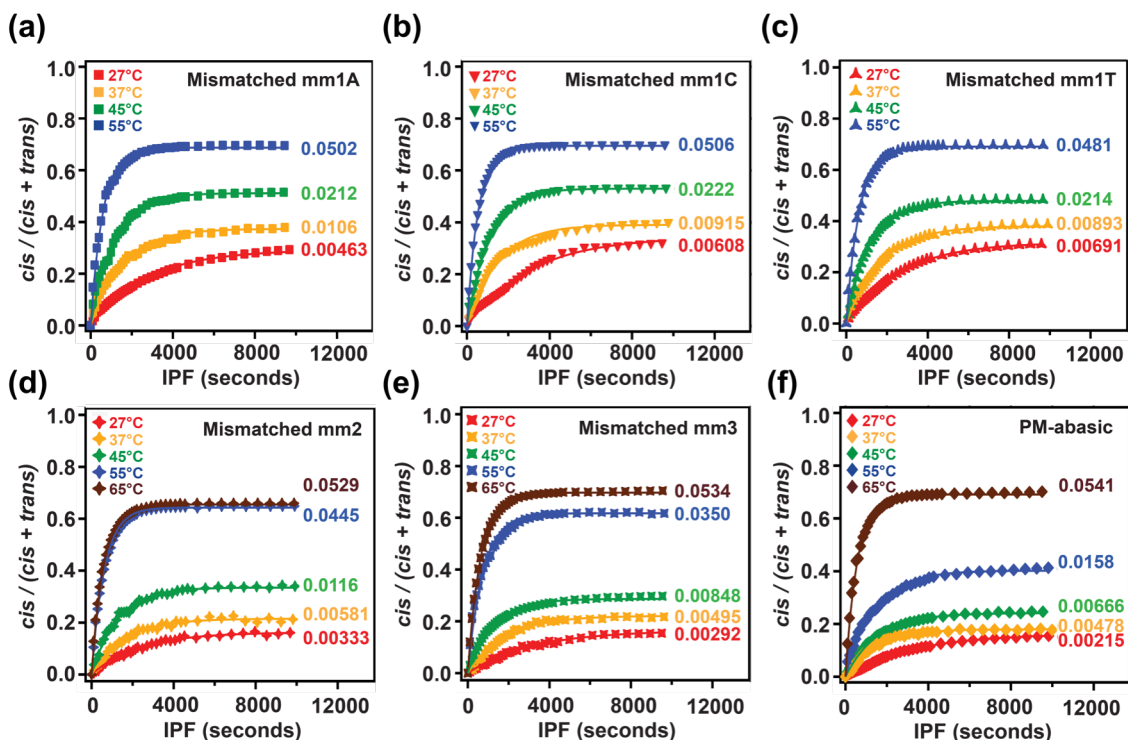 (a)
cis / (cis + trans)
1.0
0.8
0.6
0.4
0.2
0.0
27°C
37°C
45°C
55°C
Mismatched mm1A
0.0502
0.0212
0.0106
0.00463
0 4000 8000 12000
IPF (seconds)
(b)
cis / (cis + trans)
1.0
0.8
0.6
0.4
0.2
0.0
27°C
37°C
45°C
55°C
Mismatched mm1C
0.0506
0.0222
0.00915
0.00608
0 4000 8000 12000
IPF (seconds)
(c)
cis / (cis + trans)
1.0
0.8
0.6
0.4
0.2
0.0
27°C
37°C
45°C
55°C
Mismatched mm1T
0.0481
0.0214
0.00893
0.00691
0 4000 8000 12000
IPF (seconds)
(d)
cis / (cis + trans)
1.0
0.8
0.6
0.4
0.2
0.0
27°C
37°C
45°C
55°C
65°C
Mismatched mm2
0.0529
0.0445
0.0116
0.00581
0.00333
0 4000 8000 12000
IPF (seconds)
(e)
cis / (cis + trans)
1.0
0.8
0.6
0.4
0.2
0.0
27°C
37°C
45°C
55°C
65°C
Mismatched mm3
0.0534
0.0350
0.00848
0.00495
0.00292
0 4000 8000 12000
IPF (seconds)
(f)
cis / (cis + trans)
1.0
0.8
0.6
0.4
0.2
0.0
27°C
37°C
45°C
55°C
65°C
PM-abasic
0.0541
0.0158
0.00666
0.00478
0.00215
0 4000 8000 12000
IPF (seconds)